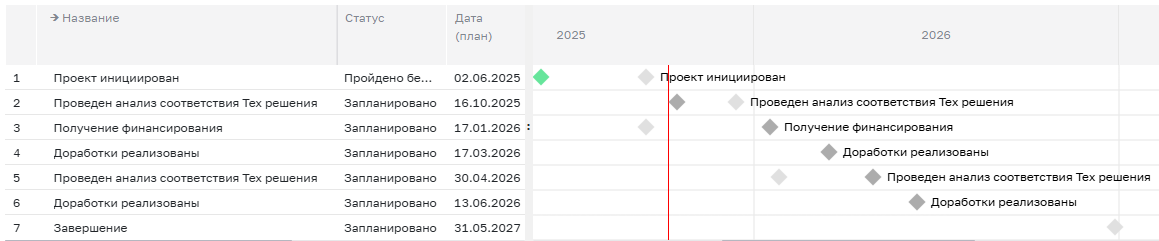 → Название Статус Дата (план) 2025 2026
1 Проект инициирован Пройдено бе... 02.06.2025 Проект инициирован
2 Проведен анализ соответствия Тех решения Запланировано 16.10.2025 Проведен анализ соответствия Тех решения
3 Получение финансирования Запланировано 17.01.2026 Получение финансирования
4 Доработки реализованы Запланировано 17.03.2026 Доработки реализованы
5 Проведен анализ соответствия Тех решения Запланировано 30.04.2026 Проведен анализ соответствия Тех решения
6 Доработки реализованы Запланировано 13.06.2026 Доработки реализованы
7 Завершение Запланировано 31.05.2027